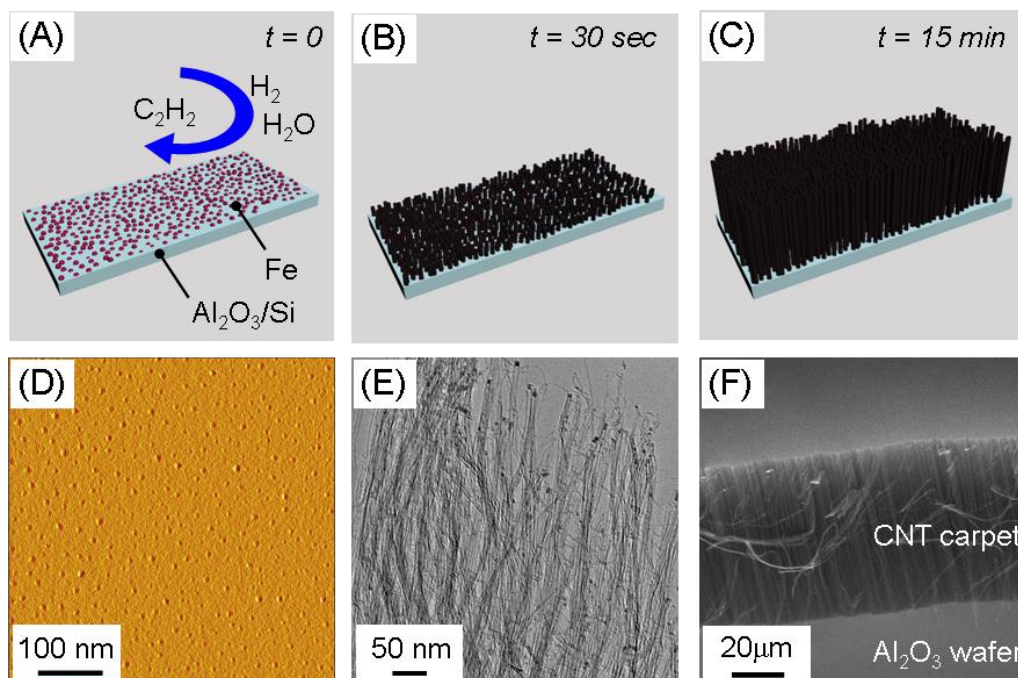 (A)
t = 0
C₂H₂
H₂
H₂O
Fe
Al₂O₃/Si
(B)
t = 30 sec
(C)
t = 15 min
(D)
100 nm
(E)
50 nm
(F)
CNT carpet
20μm
Al₂O₃ wafer